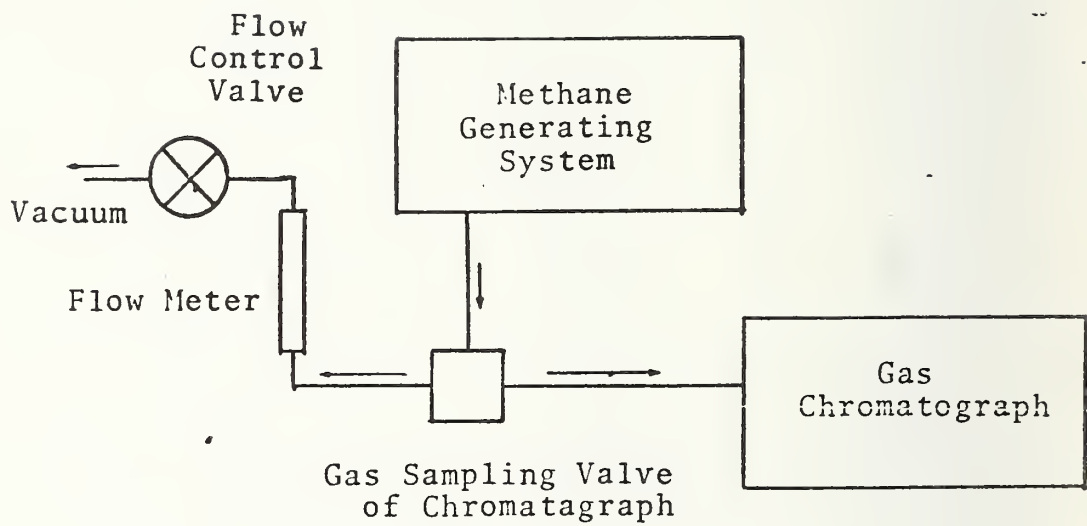 Flow
Control
Valve
Methane
Generating
System
Vacuum
Flow Meter
Gas
Chromatograph
Gas Sampling Valve
of Chromatagraph